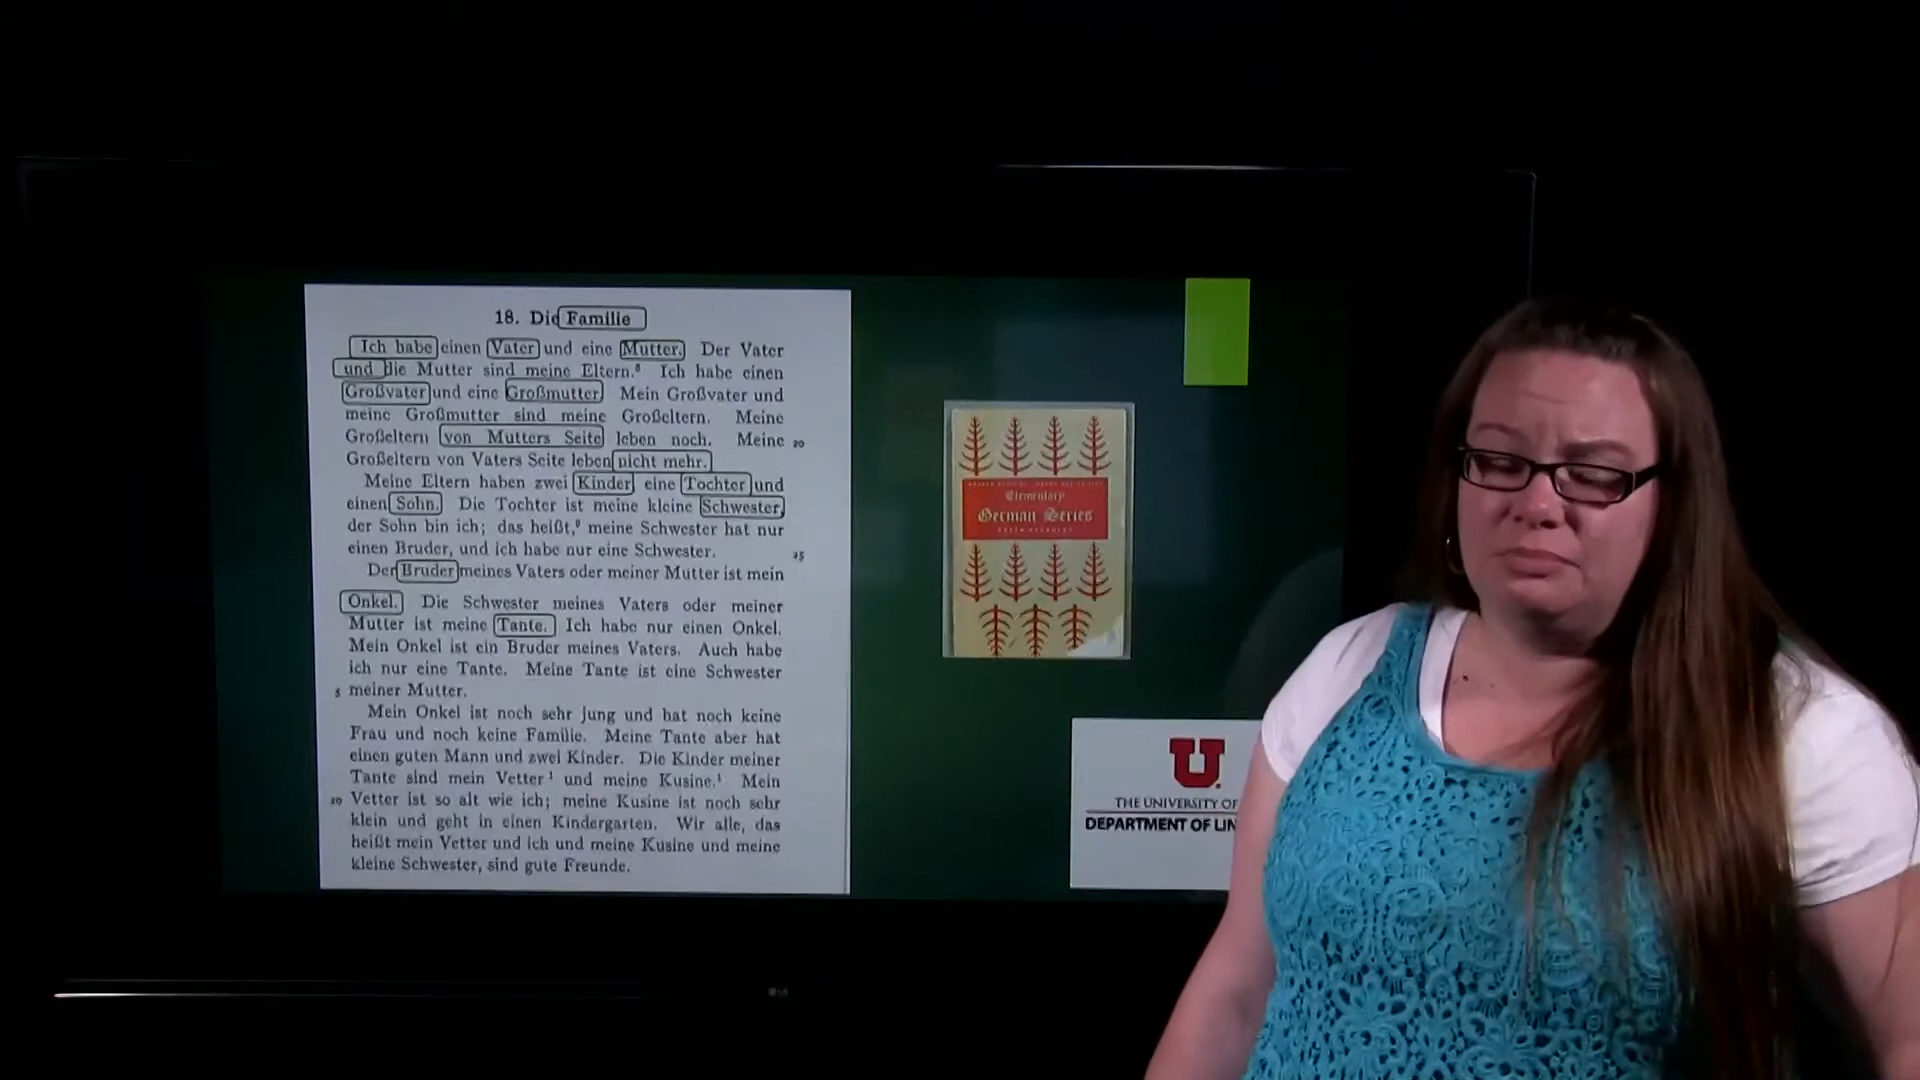 18. Die Familie
Ich habe einen Vater und eine Mutter. Der Vater
und die Mutter sind meine Eltern.⁸ Ich habe einen
Großvater und eine Großmutter. Mein Großvater und
meine Großmutter sind meine Großeltern. Meine
Großeltern von Mutters Seite leben noch. Meine 20
Großeltern von Vaters Seite leben nicht mehr.
Meine Eltern haben zwei Kinder, eine Tochter und
einen Sohn. Die Tochter ist meine kleine Schwester,
der Sohn bin ich; das heißt,⁹ meine Schwester hat nur
einen Bruder, und ich habe nur eine Schwester. 25
Der Bruder meines Vaters oder meiner Mutter ist mein
Onkel. Die Schwester meines Vaters oder meiner
Mutter ist meine Tante. Ich habe nur einen Onkel.
Mein Onkel ist ein Bruder meines Vaters. Auch habe
ich nur eine Tante. Meine Tante ist eine Schwester
5 meiner Mutter.
Mein Onkel ist noch sehr jung und hat noch keine
Frau und noch keine Familie. Meine Tante aber hat
einen guten Mann und zwei Kinder. Die Kinder meiner
Tante sind mein Vetter¹ und meine Kusine.¹ Mein
10 Vetter ist so alt wie ich; meine Kusine ist noch sehr
klein und geht in einen Kindergarten. Wir alle, das
heißt mein Vetter und ich und meine Kusine und meine
kleine Schwester, sind gute Freunde.
Elementary
German Series
U
THE UNIVERSITY OF
DEPARTMENT OF LIN
LG